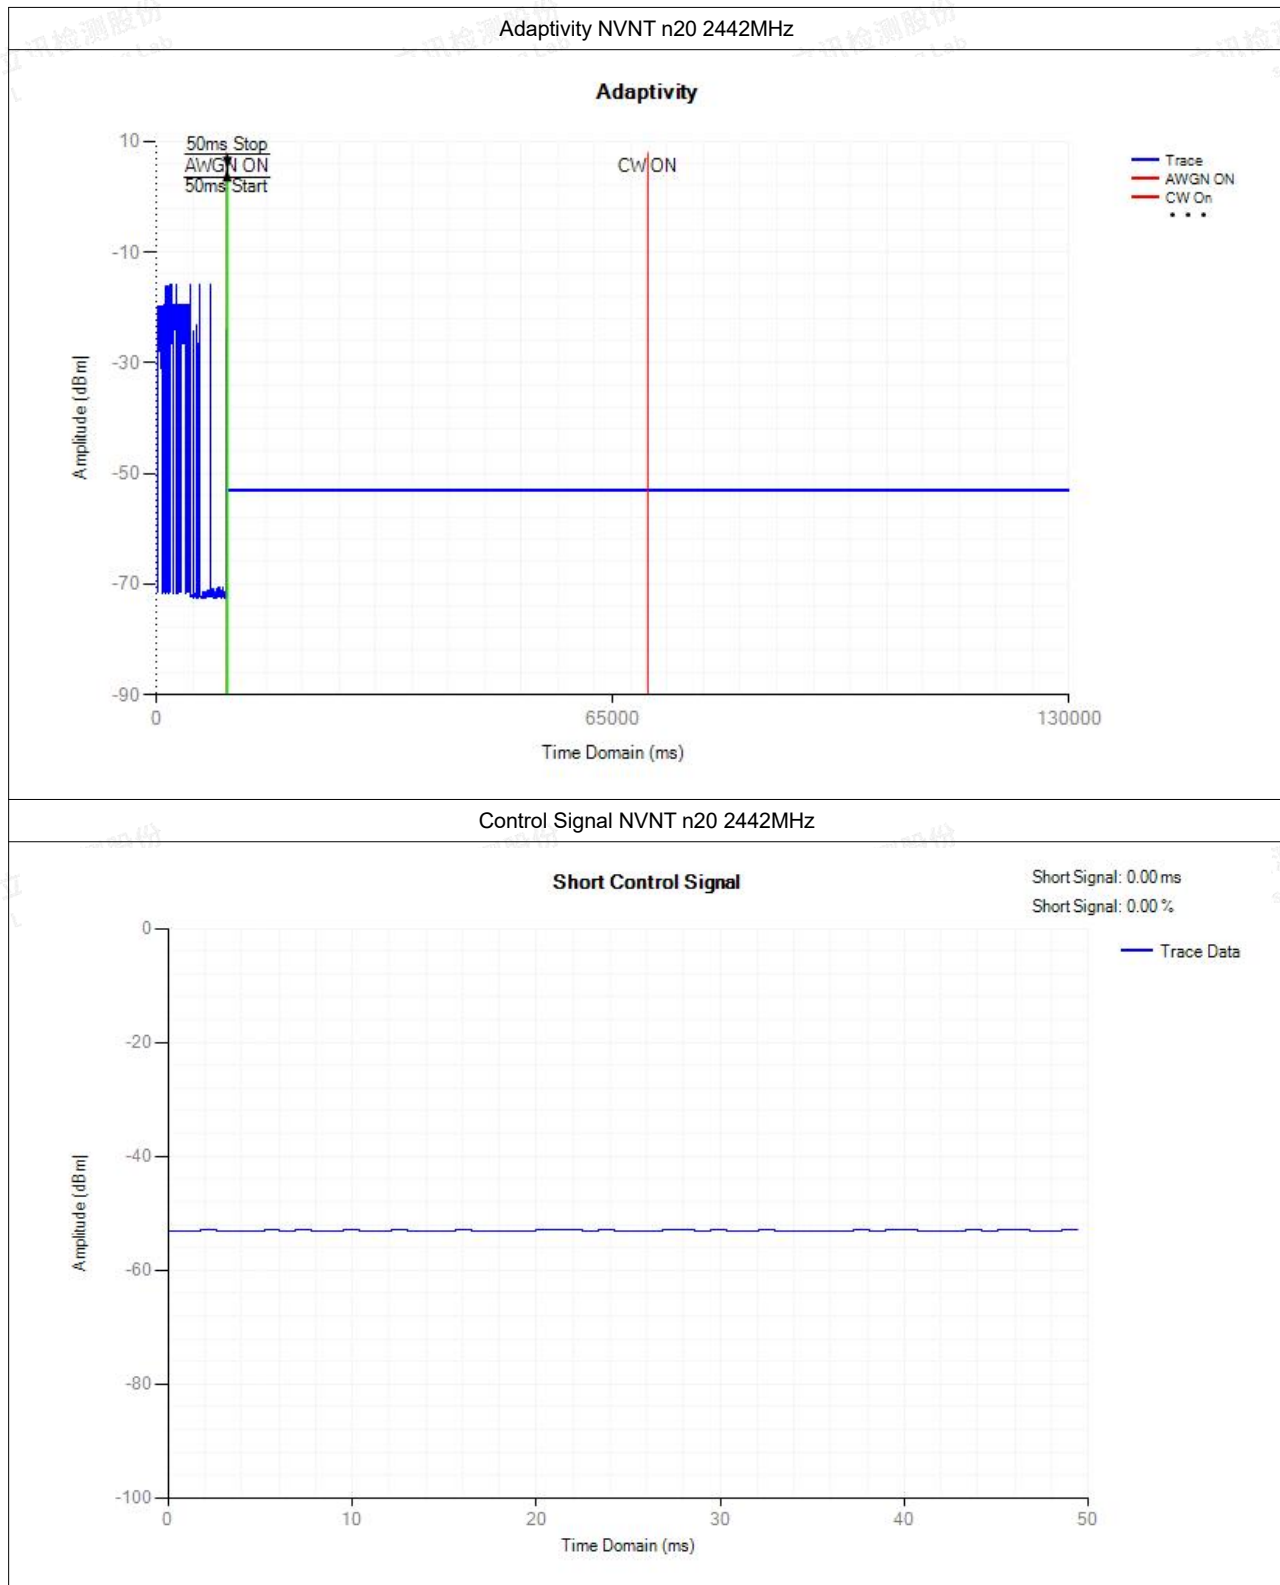 Adaptivity NVNT n20 2442MHz
Adaptivity
10
-10
-30
-50
-70
-90
Amplitude [dBm]
50ms Stop
AWGN ON
50ms Start
CW ON
Trace
AWGN ON
CW On
• • •
0
65000
130000
Time Domain (ms)
Control Signal NVNT n20 2442MHz
Short Control Signal
Short Signal: 0.00 ms
Short Signal: 0.00 %
Trace Data
0
-20
-40
-60
-80
-100
Amplitude [dBm]
0
10
20
30
40
50
Time Domain (ms)